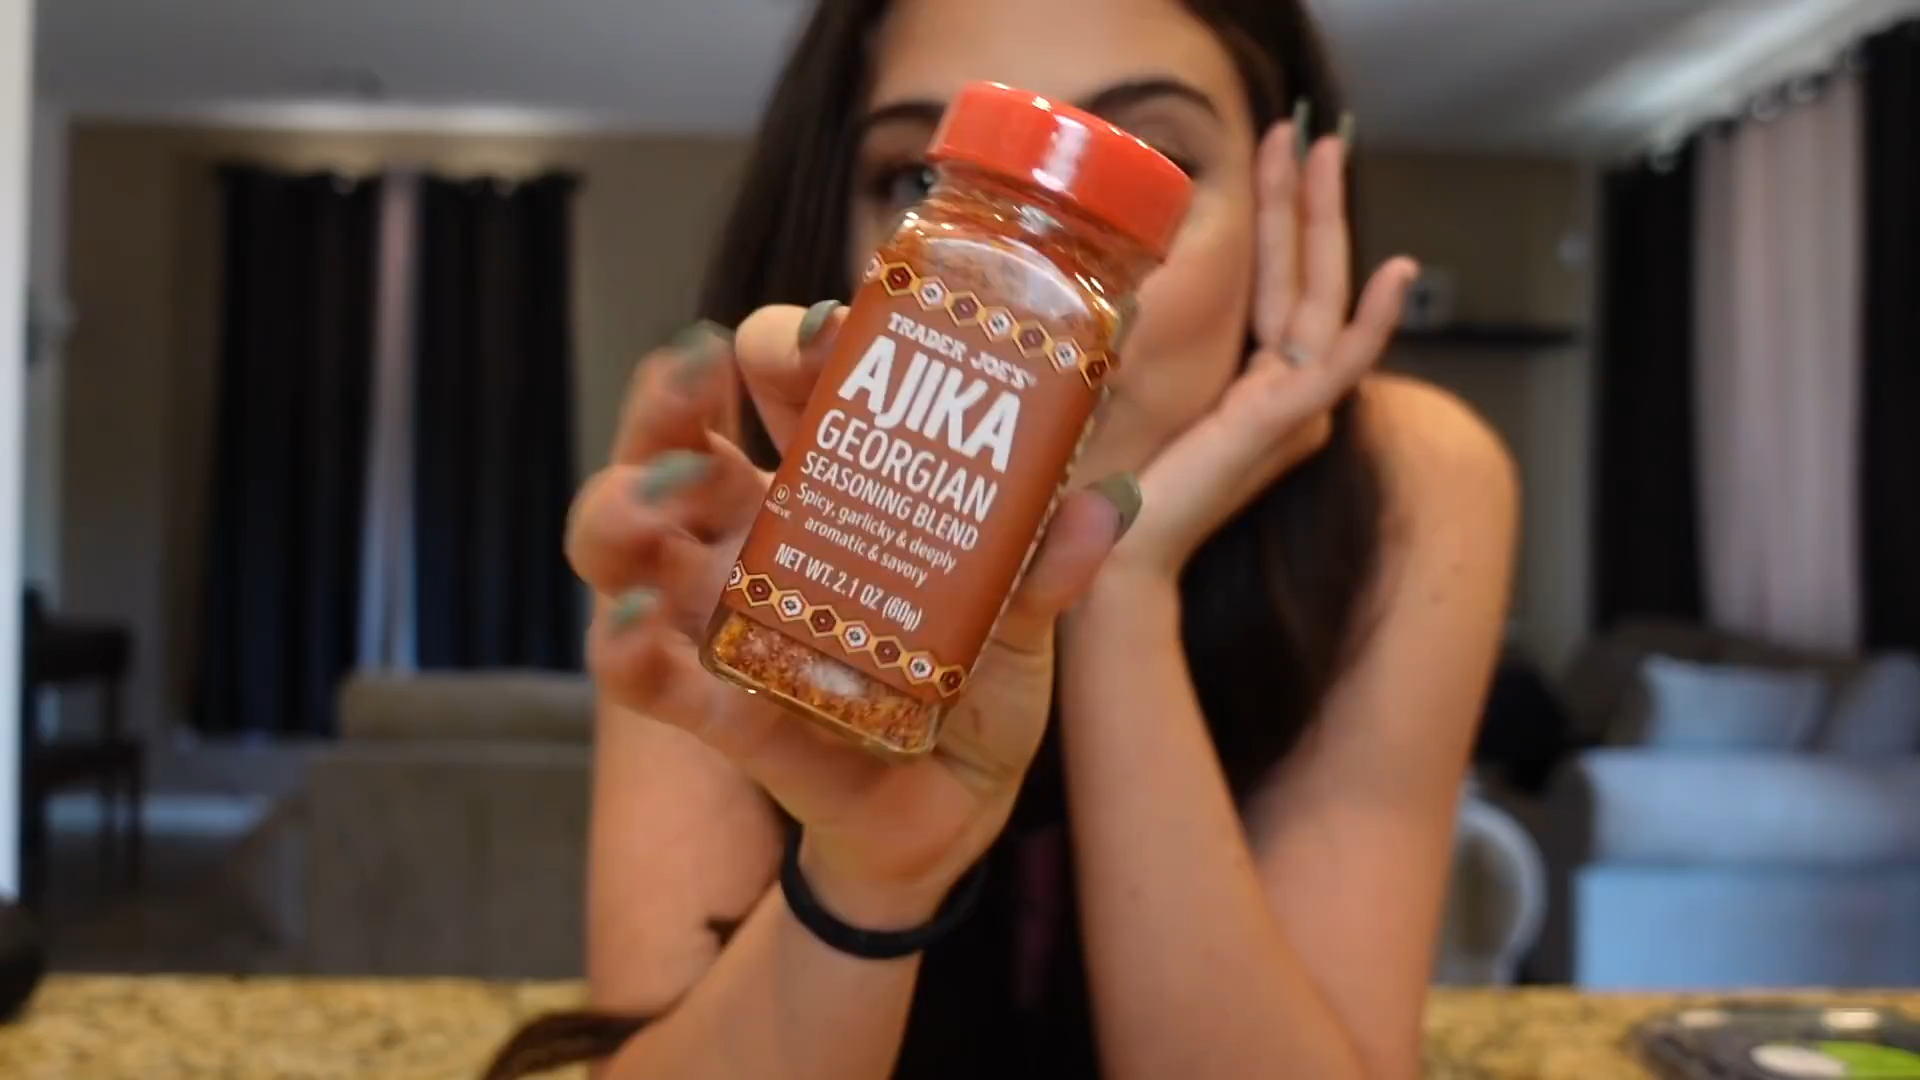 TRADER JOE'S
AJIKA
GEORGIAN
SEASONING BLEND
Spicy, garlicky & deeply
aromatic & savory
NET WT. 2.1 OZ (60g)